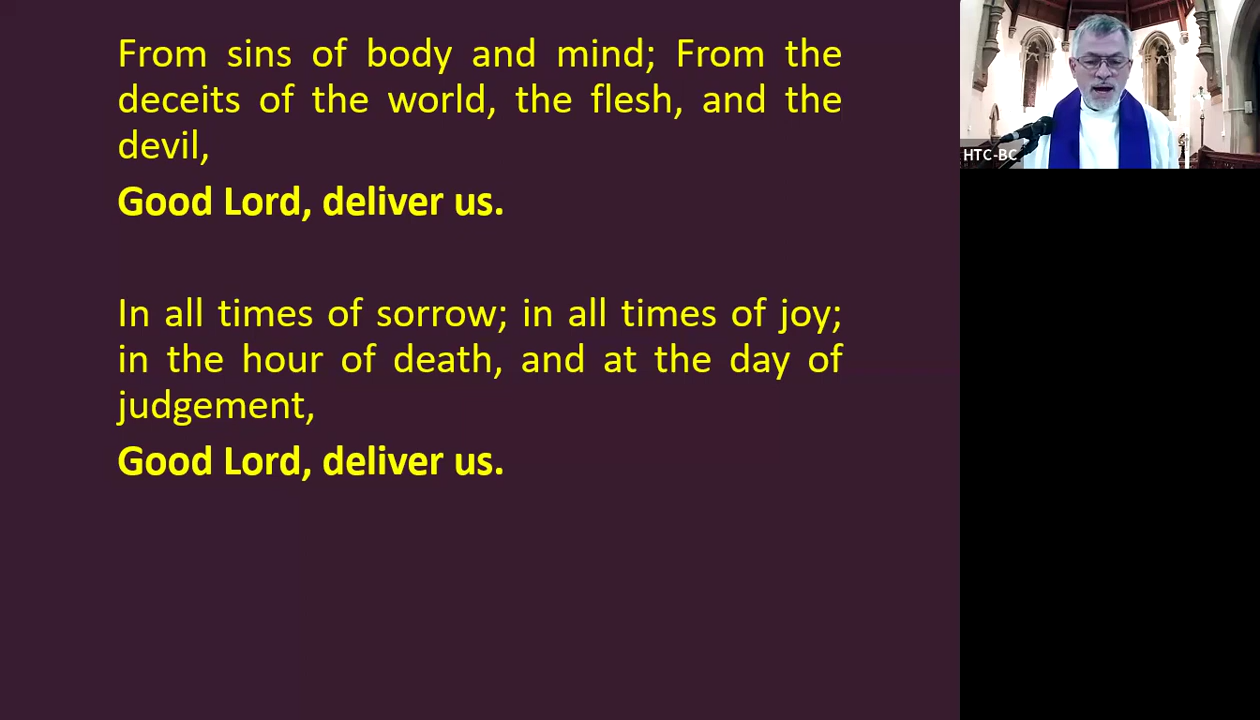 From sins of body and mind; From the
deceits of the world, the flesh, and the
devil,
Good Lord, deliver us.
In all times of sorrow; in all times of joy;
in the hour of death, and at the day of
judgement,
Good Lord, deliver us.
HTC-BC